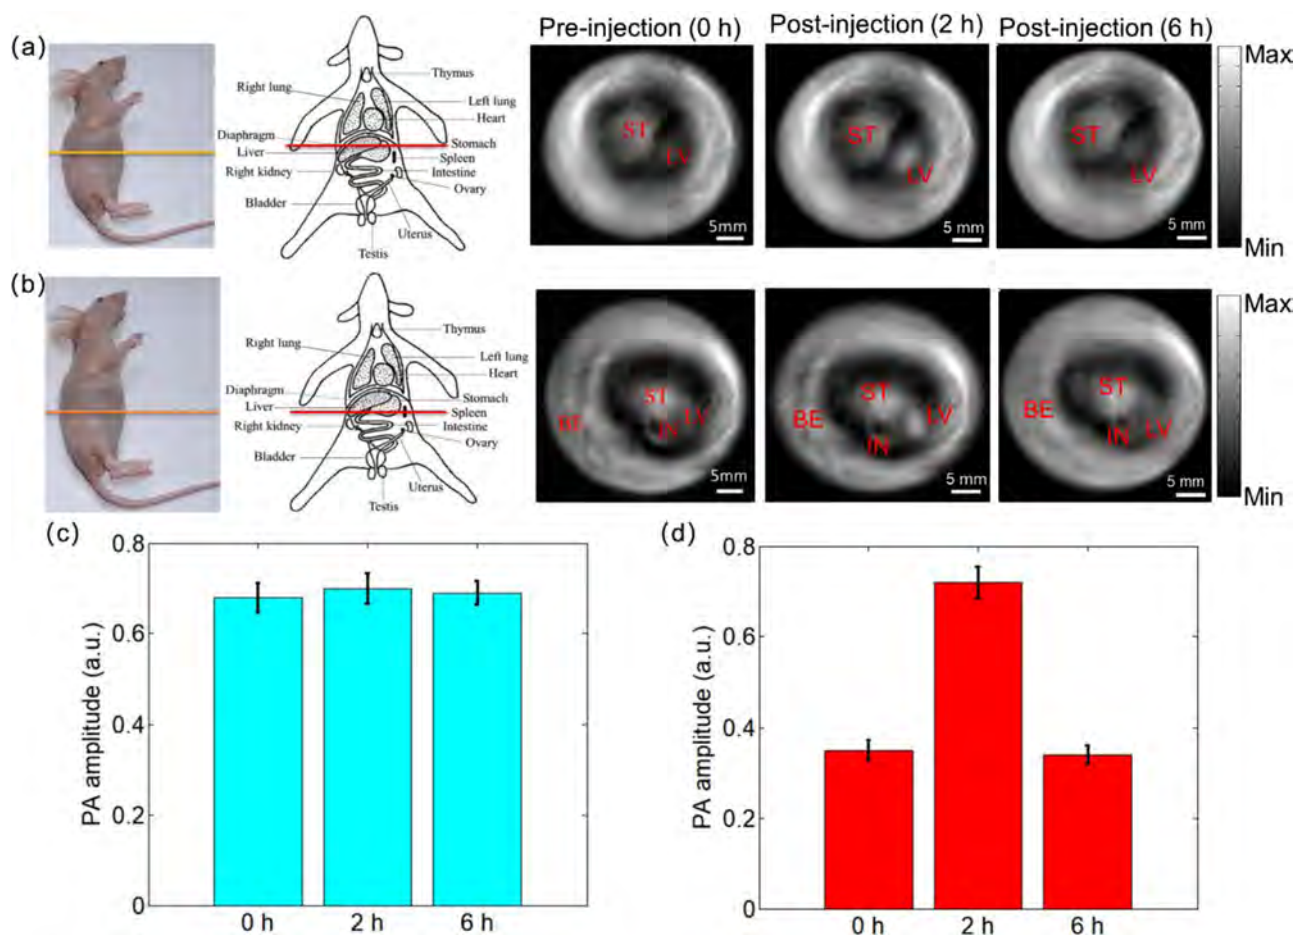 (a)
Pre-injection (0 h)
Post-injection (2 h)
Post-injection (6 h)
Thymus
Right lung
Left lung
Heart
Diaphragm
Stomach
Liver
Spleen
Right kidney
Intestine
Ovary
Bladder
Uterus
Testis
ST
LV
5mm
ST
LV
5 mm
ST
LV
5 mm
Max
Min
(b)
Thymus
Right lung
Left lung
Heart
Diaphragm
Stomach
Liver
Spleen
Right kidney
Intestine
Ovary
Bladder
Uterus
Testis
ST
BE
IN
LV
5mm
ST
BE
IN
LV
5 mm
ST
BE
IN
LV
5 mm
Max
Min
(c)
PA amplitude (a.u.)
0.8
0.6
0.4
0.2
0
0 h
2 h
6 h
(d)
PA amplitude (a.u.)
0.8
0.6
0.4
0.2
0
0 h
2 h
6 h